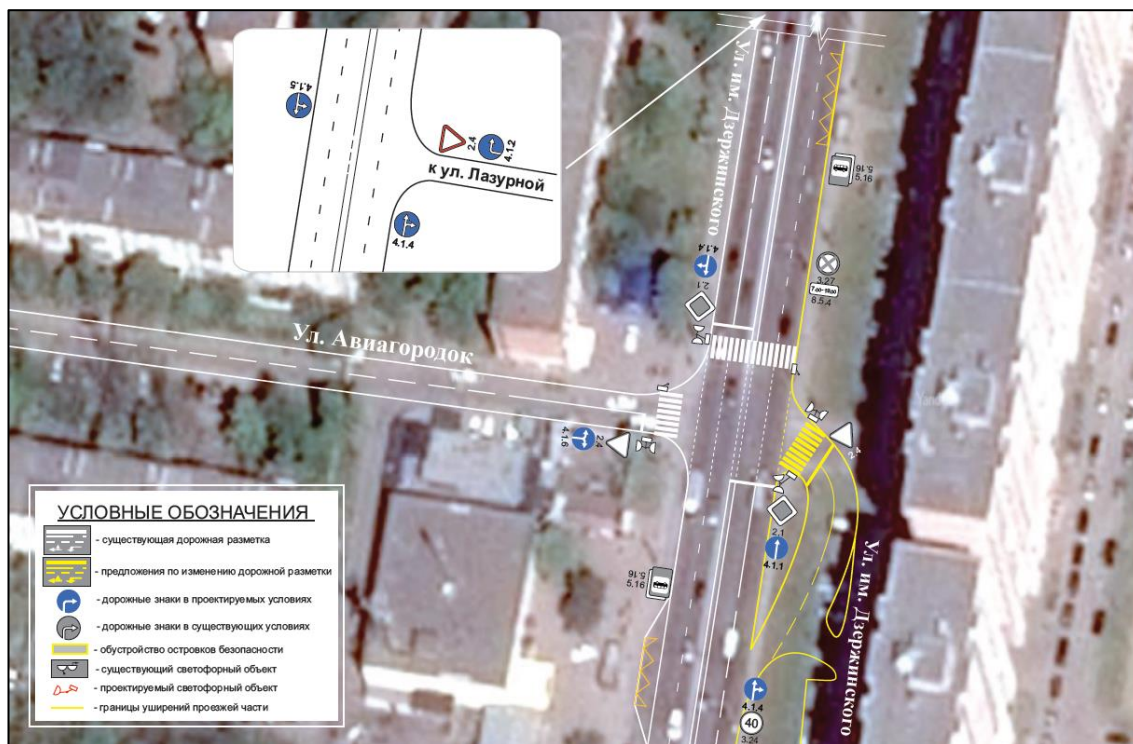 4.1.5
2.4
4.1.2
к ул. Лазурной
4.1.4
Ул. им. Дзержинского
5.16
5.16
4.1.4
2.1
3.27
7.00-19.00
8.5.4
Ул. Авиагородок
4.1.6
2.4
2.4
2.1
4.1.1
5.16
5.16
Ул. им. Дзержинского
4.1.4
40
3.24
УСЛОВНЫЕ ОБОЗНАЧЕНИЯ
- существующая дорожная разметка
- предложения по изменению дорожной разметки
- дорожные знаки в проектируемых условиях
- дорожные знаки в существующих условиях
- обустройство островков безопасности
- существующий светофорный объект
- проектируемый светофорный объект
- границы уширений проезжей части